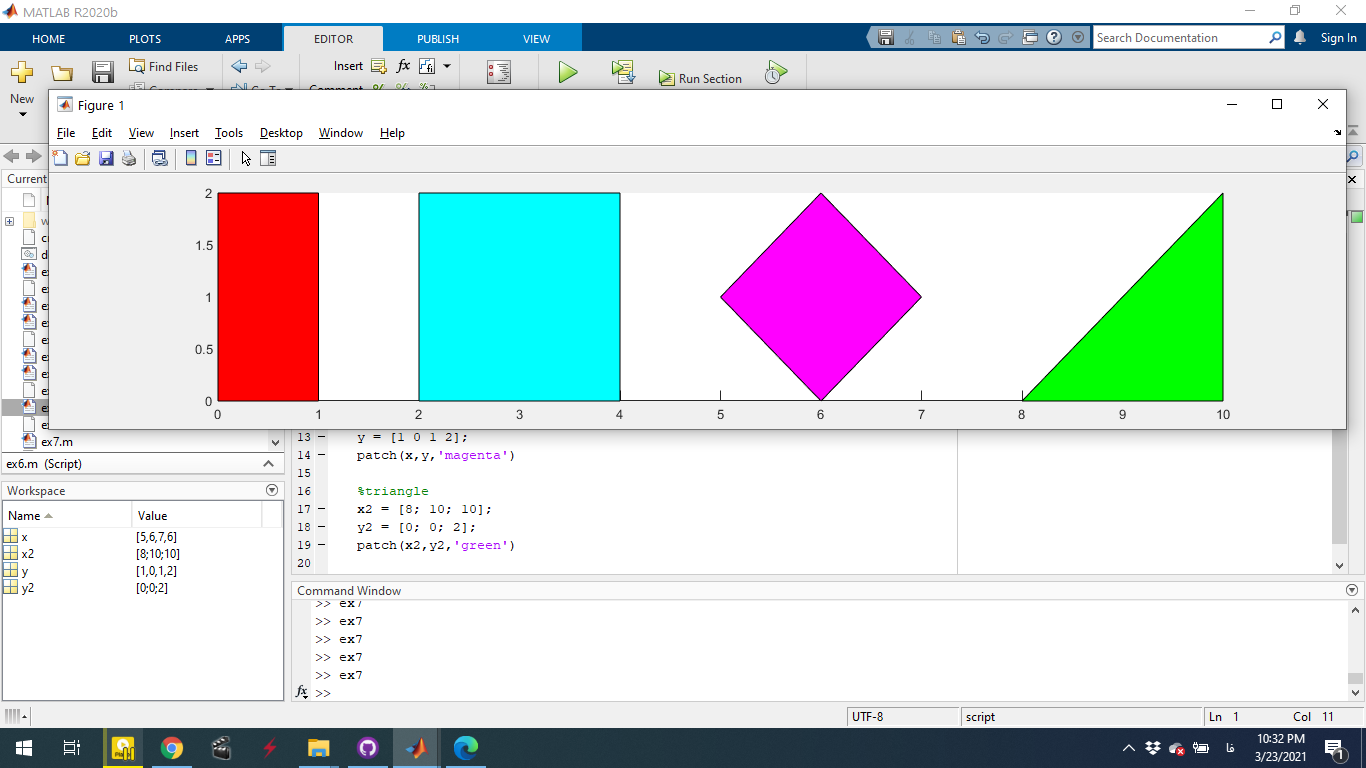 MATLAB R2020b
HOME PLOTS APPS EDITOR PUBLISH VIEW Search Documentation Sign In
Find Files Insert fx
New Run Section
Figure 1
File Edit View Insert Tools Desktop Window Help
Current
2
1.5
1
0.5
0
0 1 2 3 4 5 6 7 8 9 10
ex7.m
ex6.m (Script)
13 - y = [1 0 1 2];
14 - patch(x,y,'magenta')
15
16 %triangle
17 - x2 = [8; 10; 10];
18 - y2 = [0; 0; 2];
19 - patch(x2,y2,'green')
20
Workspace
Name Value
x [5,6,7,6]
x2 [8;10;10]
y [1,0,1,2]
y2 [0;0;2]
Command Window
>> ex7
>> ex7
>> ex7
>> ex7
>> ex7
fx >>
UTF-8 script Ln 1 Col 11
فا 10:32 PM
3/23/2021 1